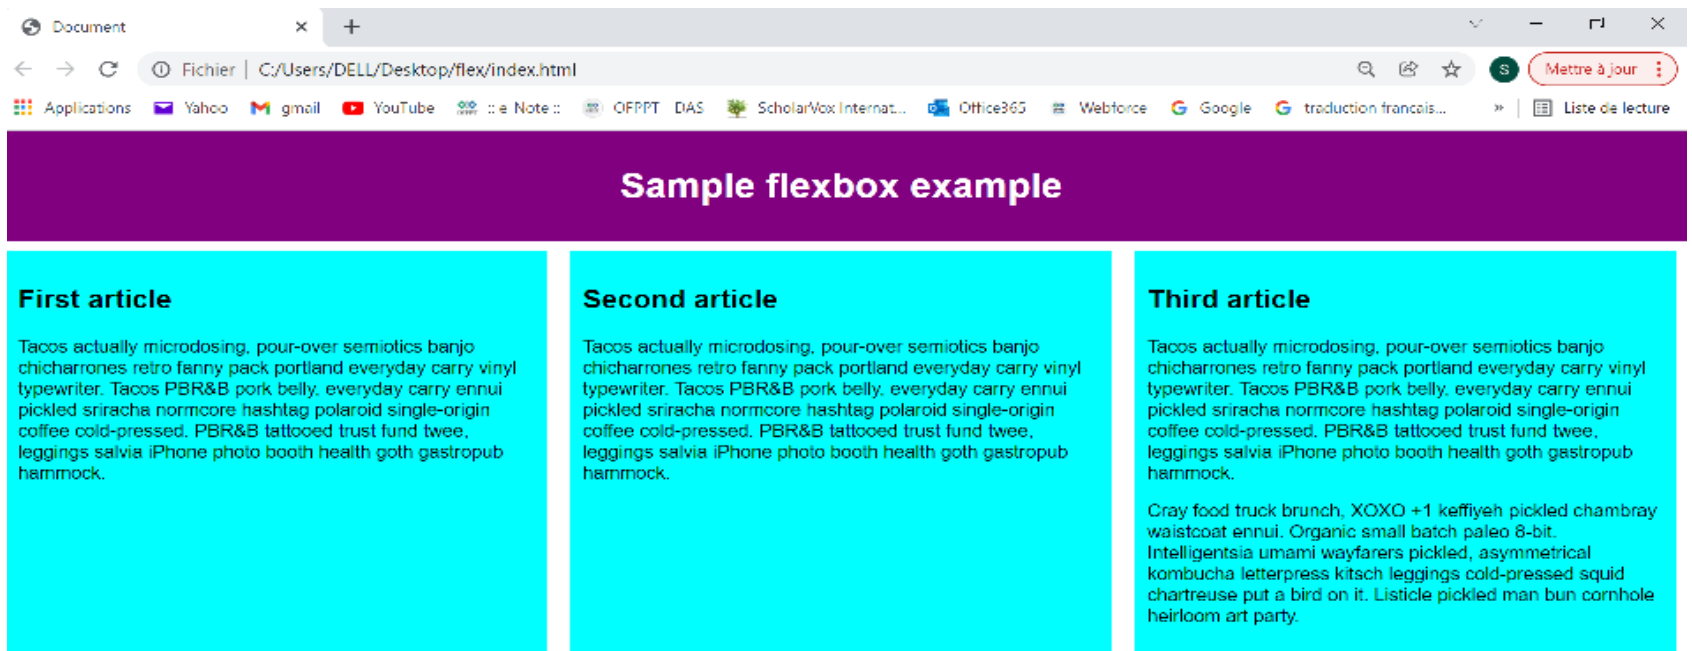 Document
Fichier | C:/Users/DELL/Desktop/flex/index.html
Mettre à jour
Applications Yahoo gmail YouTube :: e Note :: OFPPT DAS ScholarVox Internat... Office365 Webforce Google traduction francais... » Liste de lecture
Sample flexbox example
First article
Tacos actually microdosing, pour-over semiotics banjo
chicharrones retro fanny pack portland everyday carry vinyl
typewriter. Tacos PBR&B pork belly, everyday carry ennui
pickled sriracha normcore hashtag polaroid single-origin
coffee cold-pressed. PBR&B tattooed trust fund twee,
leggings salvia iPhone photo booth health goth gastropub
hammock.
Second article
Tacos actually microdosing, pour-over semiotics banjo
chicharrones retro fanny pack portland everyday carry vinyl
typewriter. Tacos PBR&B pork belly, everyday carry ennui
pickled sriracha normcore hashtag polaroid single-origin
coffee cold-pressed. PBR&B tattooed trust fund twee,
leggings salvia iPhone photo booth health goth gastropub
hammock.
Third article
Tacos actually microdosing, pour-over semiotics banjo
chicharrones retro fanny pack portland everyday carry vinyl
typewriter. Tacos PBR&B pork belly, everyday carry ennui
pickled sriracha normcore hashtag polaroid single-origin
coffee cold-pressed. PBR&B tattooed trust fund twee,
leggings salvia iPhone photo booth health goth gastropub
hammock.
Cray food truck brunch, XOXO +1 keffiyeh pickled chambray
waistcoat ennui. Organic small batch paleo 8-bit.
Intelligentsia umami wayfarers pickled, asymmetrical
kombucha letterpress kitsch leggings cold-pressed squid
chartreuse put a bird on it. Listicle pickled man bun cornhole
heirloom art party.